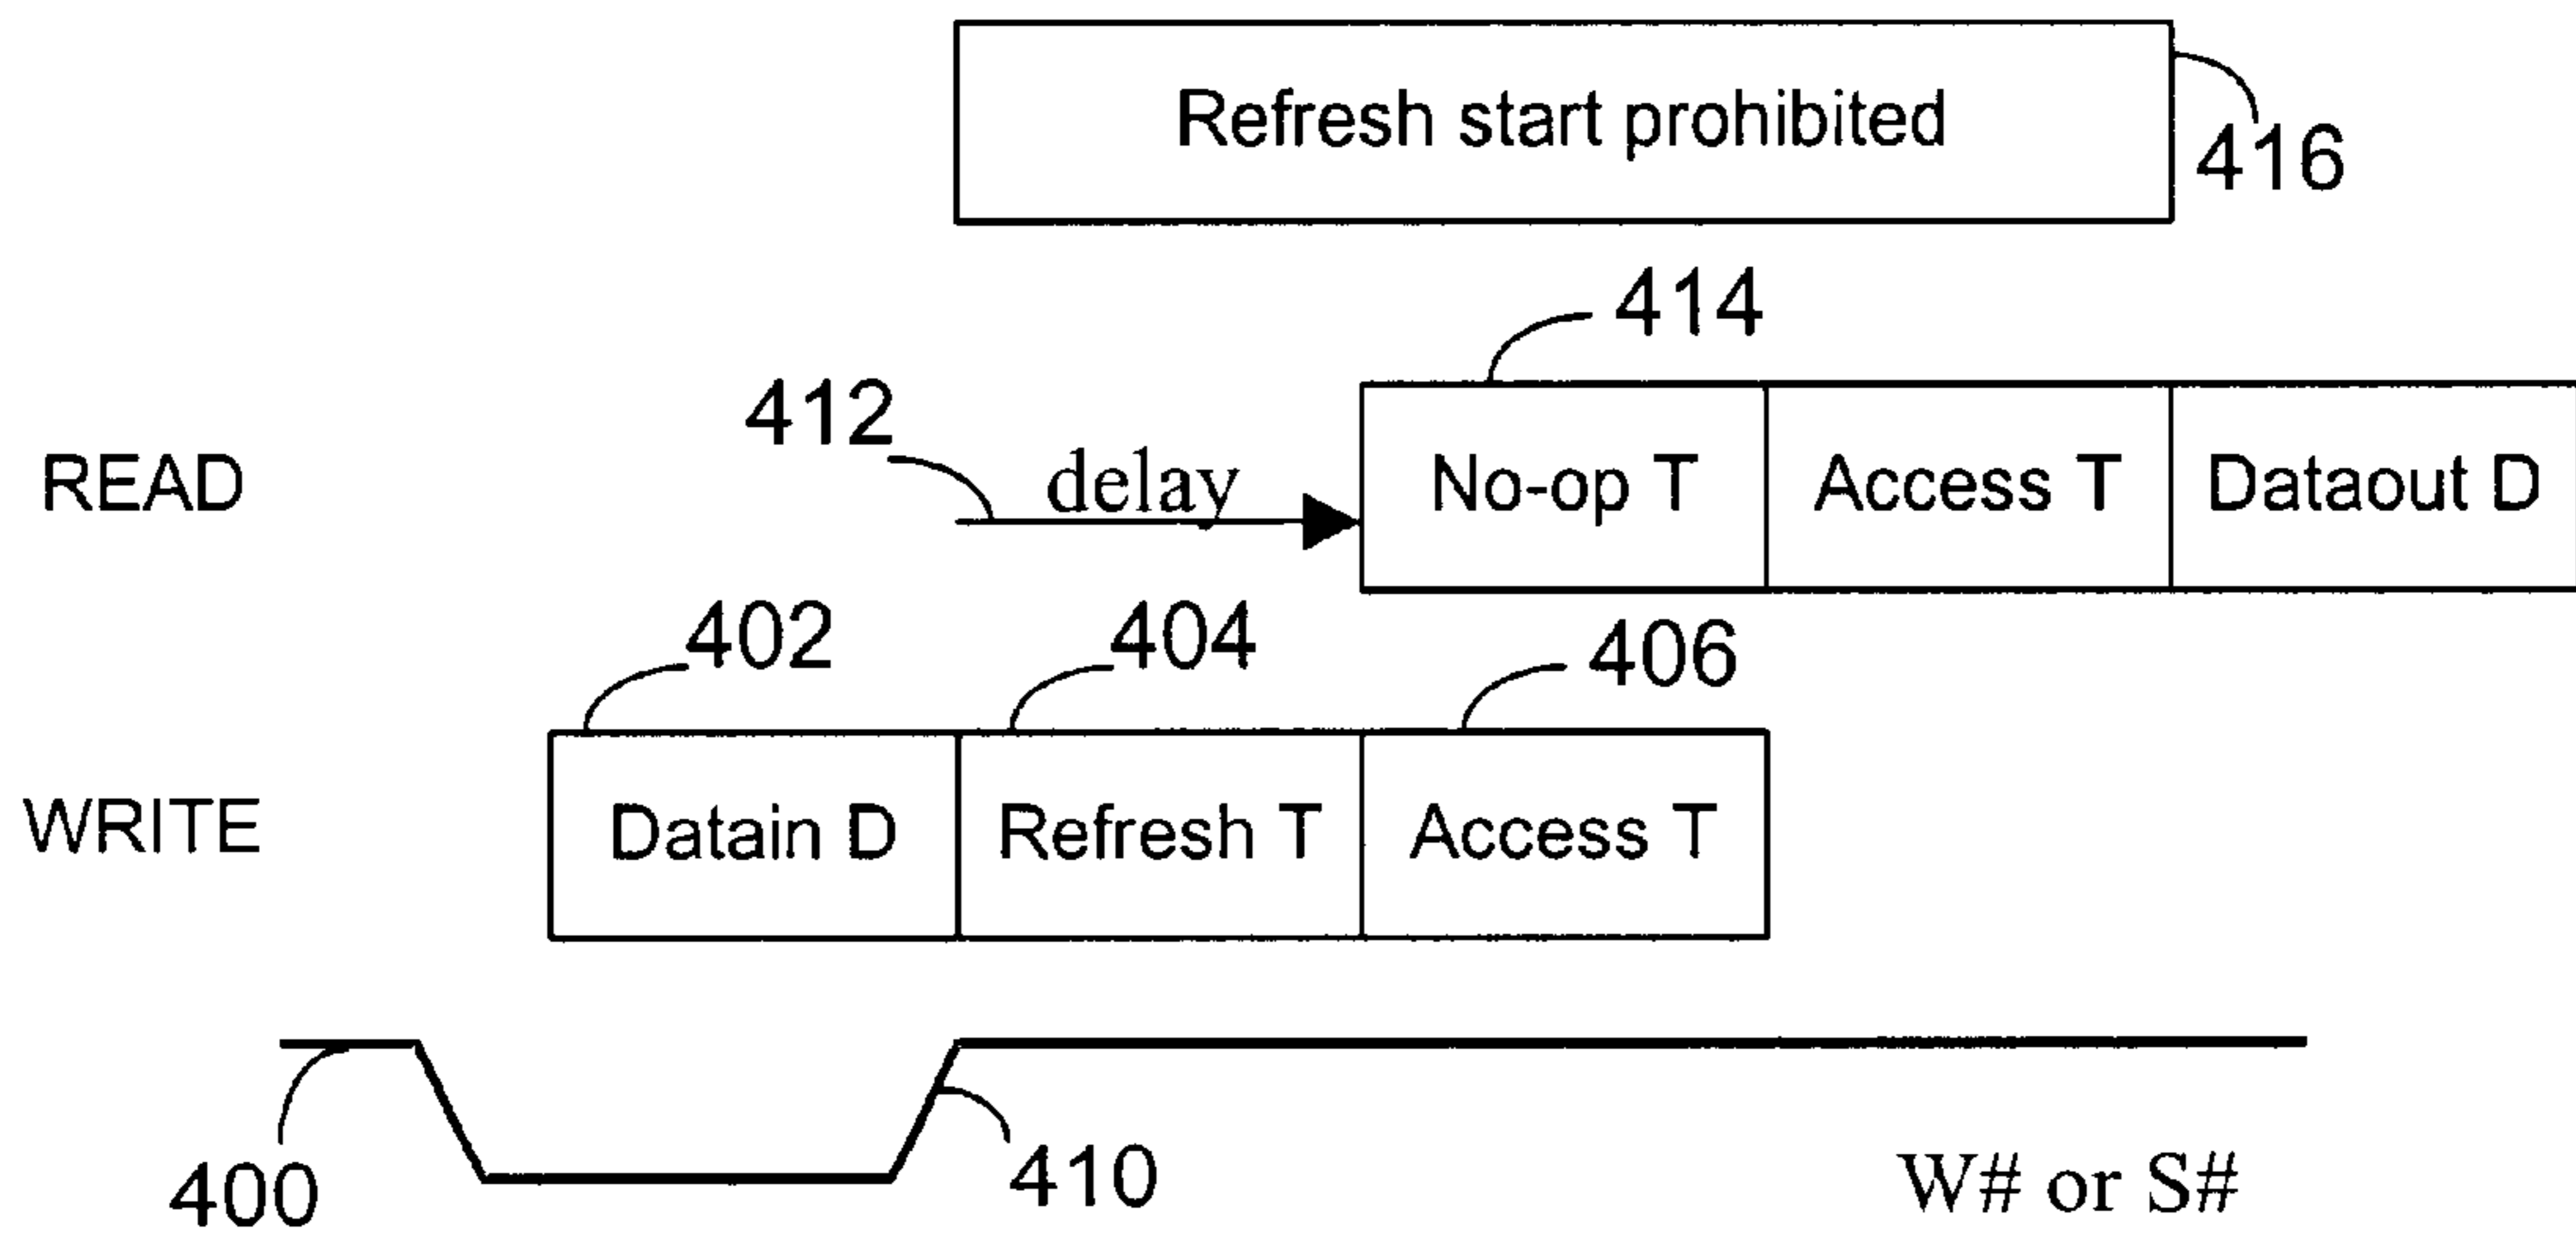 Refresh start prohibited
416
414
412
delay
READ
No-op T
Access T
Dataout D
402
404
406
WRITE
Datain D
Refresh T
Access T
400
410
W# or S#